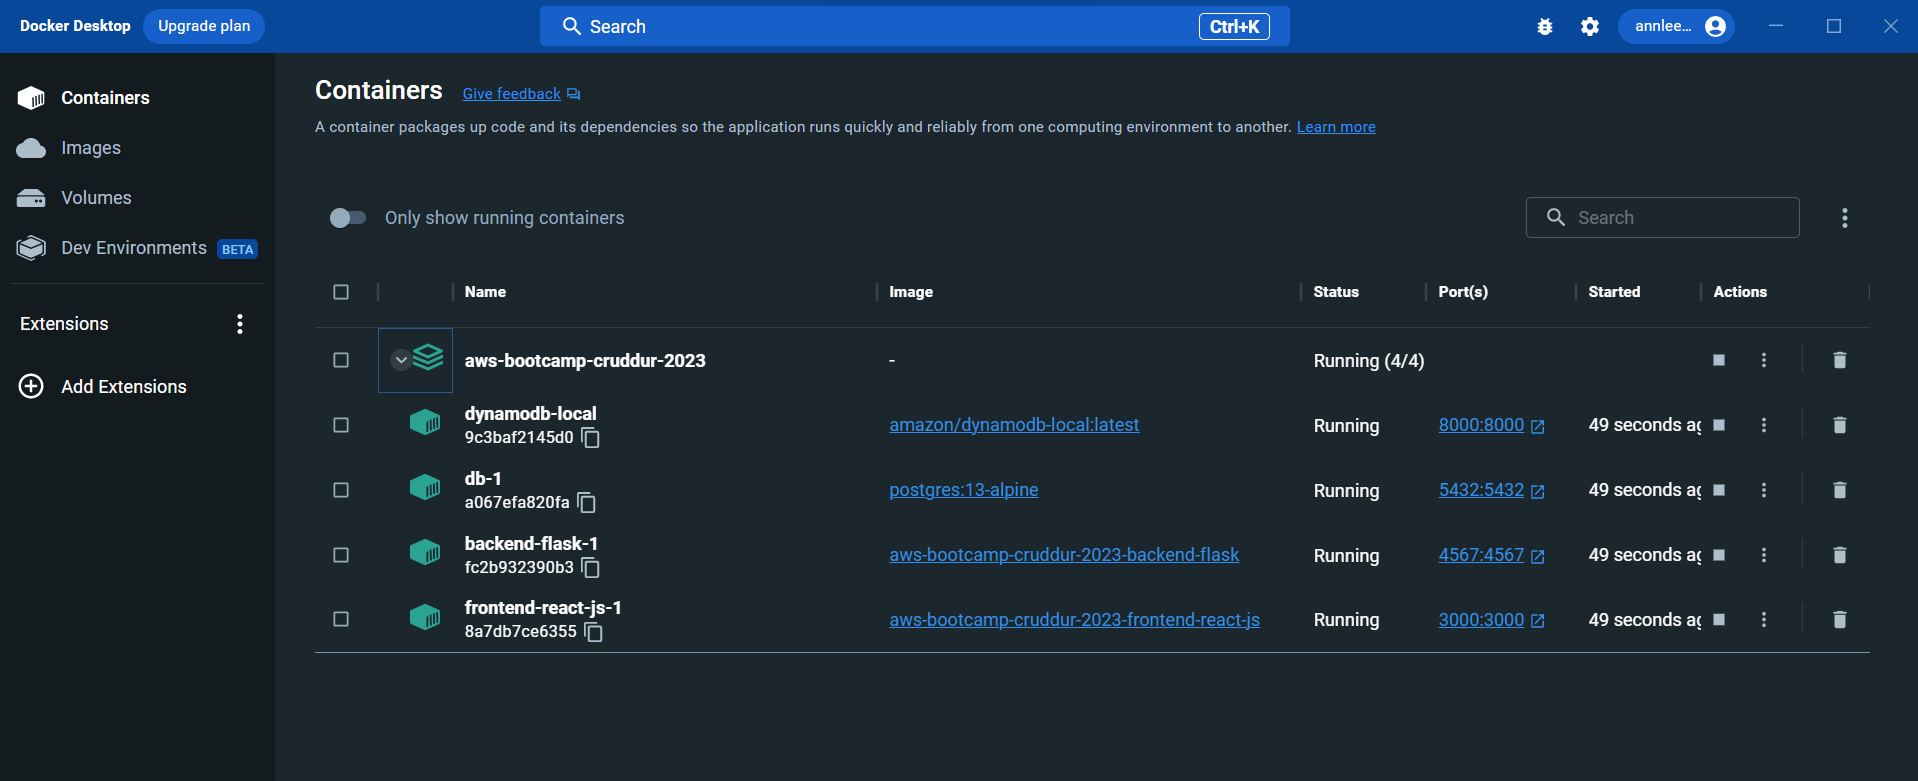 Docker Desktop Upgrade plan Search Ctrl+K annlee...
Containers
Images
Volumes
Dev Environments BETA
Extensions
Add Extensions
Containers Give feedback
A container packages up code and its dependencies so the application runs quickly and reliably from one computing environment to another. Learn more
Only show running containers Search
Name Image Status Port(s) Started Actions
aws-bootcamp-cruddur-2023 - Running (4/4)
dynamodb-local
9c3baf2145d0 amazon/dynamodb-local:latest Running 8000:8000 49 seconds ag
db-1
a067efa820fa postgres:13-alpine Running 5432:5432 49 seconds ag
backend-flask-1
fc2b932390b3 aws-bootcamp-cruddur-2023-backend-flask Running 4567:4567 49 seconds ag
frontend-react-js-1
8a7db7ce6355 aws-bootcamp-cruddur-2023-frontend-react-js Running 3000:3000 49 seconds ag